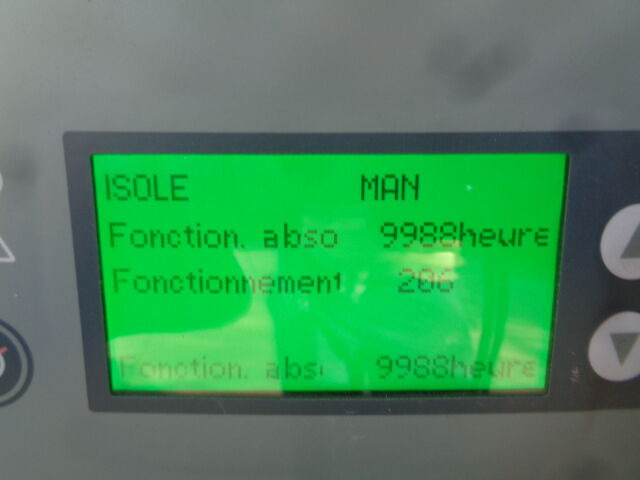 ISOLE MAN
Fonction. abso 9988heure
Fonctionnement 206
Fonction. abs 9988heure